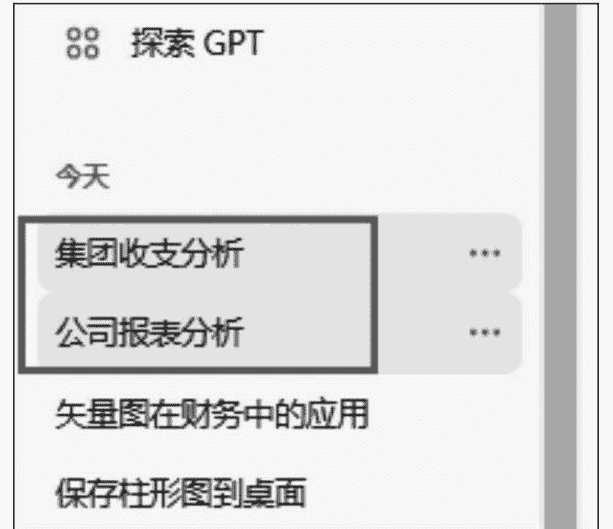 探索 GPT
今天
集团收支分析
公司报表分析
矢量图在财务中的应用
保存柱形图到桌面